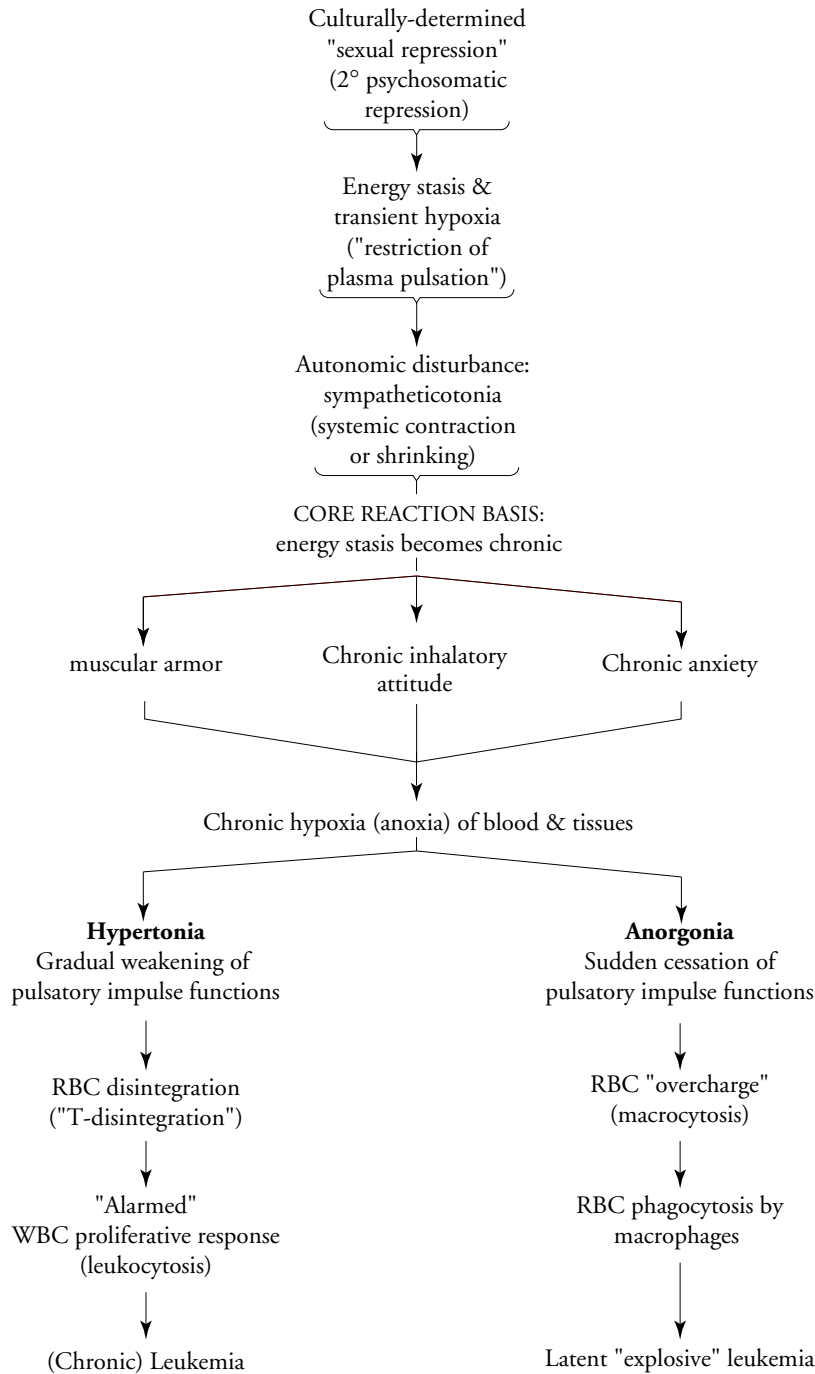 Culturally-determined
"sexual repression"
(2° psychosomatic
repression)
Energy stasis &
transient hypoxia
("restriction of
plasma pulsation")
Autonomic disturbance:
sympatheticotonia
(systemic contraction
or shrinking)
CORE REACTION BASIS:
energy stasis becomes chronic
muscular armor
Chronic inhalatory
attitude
Chronic anxiety
Chronic hypoxia (anoxia) of blood & tissues
Hypertonia
Gradual weakening of
pulsatory impulse functions
RBC disintegration
("T-disintegration")
"Alarmed"
WBC proliferative response
(leukocytosis)
(Chronic) Leukemia
Anorgonia
Sudden cessation of
pulsatory impulse functions
RBC "overcharge"
(macrocytosis)
RBC phagocytosis by
macrophages
Latent "explosive" leukemia